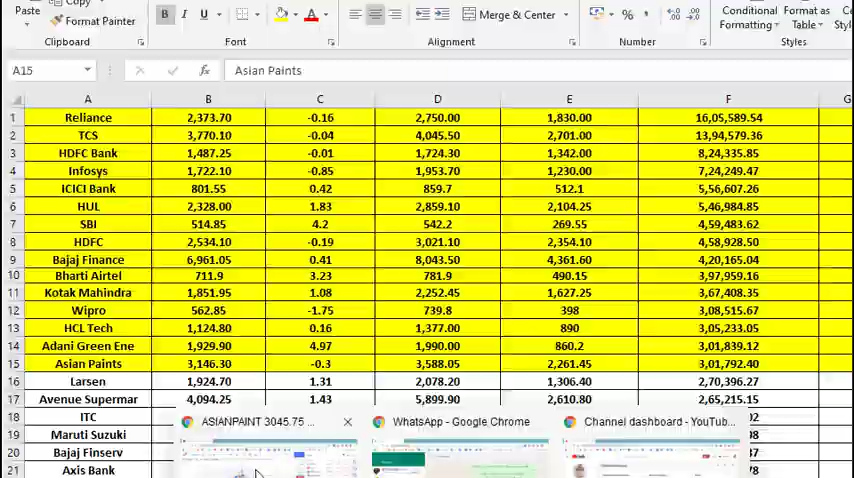 Paste
Copy
Format Painter
B I U A
Merge & Center
% ,
Conditional Formatting
Format as Table
Clipboard Font Alignment Number Styles
A15 fx Asian Paints
A B C D E F G
1 Reliance 2,373.70 -0.16 2,750.00 1,830.00 16,05,589.54
2 TCS 3,770.10 -0.04 4,045.50 2,701.00 13,94,579.36
3 HDFC Bank 1,487.25 -0.01 1,724.30 1,342.00 8,24,335.85
4 Infosys 1,722.10 -0.85 1,953.70 1,230.00 7,24,249.47
5 ICICI Bank 801.55 0.42 859.7 512.1 5,56,607.26
6 HUL 2,328.00 1.83 2,859.10 2,104.25 5,46,984.85
7 SBI 514.85 4.2 542.2 269.55 4,59,483.62
8 HDFC 2,534.10 -0.19 3,021.10 2,354.10 4,58,928.50
9 Bajaj Finance 6,961.05 0.41 8,043.50 4,361.60 4,20,165.04
10 Bharti Airtel 711.9 3.23 781.9 490.15 3,97,959.16
11 Kotak Mahindra 1,851.95 1.08 2,252.45 1,627.25 3,67,408.35
12 Wipro 562.85 -1.75 739.8 398 3,08,515.67
13 HCL Tech 1,124.80 0.16 1,377.00 890 3,05,233.05
14 Adani Green Ene 1,929.90 4.97 1,990.00 860.2 3,01,839.12
15 Asian Paints 3,146.30 -0.3 3,588.05 2,261.45 3,01,792.40
16 Larsen 1,924.70 1.31 2,078.20 1,306.40 2,70,396.27
17 Avenue Supermar 4,094.25 1.43 5,899.90 2,610.80 2,65,215.15
18 ITC
19 Maruti Suzuki
20 Bajaj Finserv
21 Axis Bank
ASIANPAINT 3045.75 ...
WhatsApp - Google Chrome
Channel dashboard - YouTub...